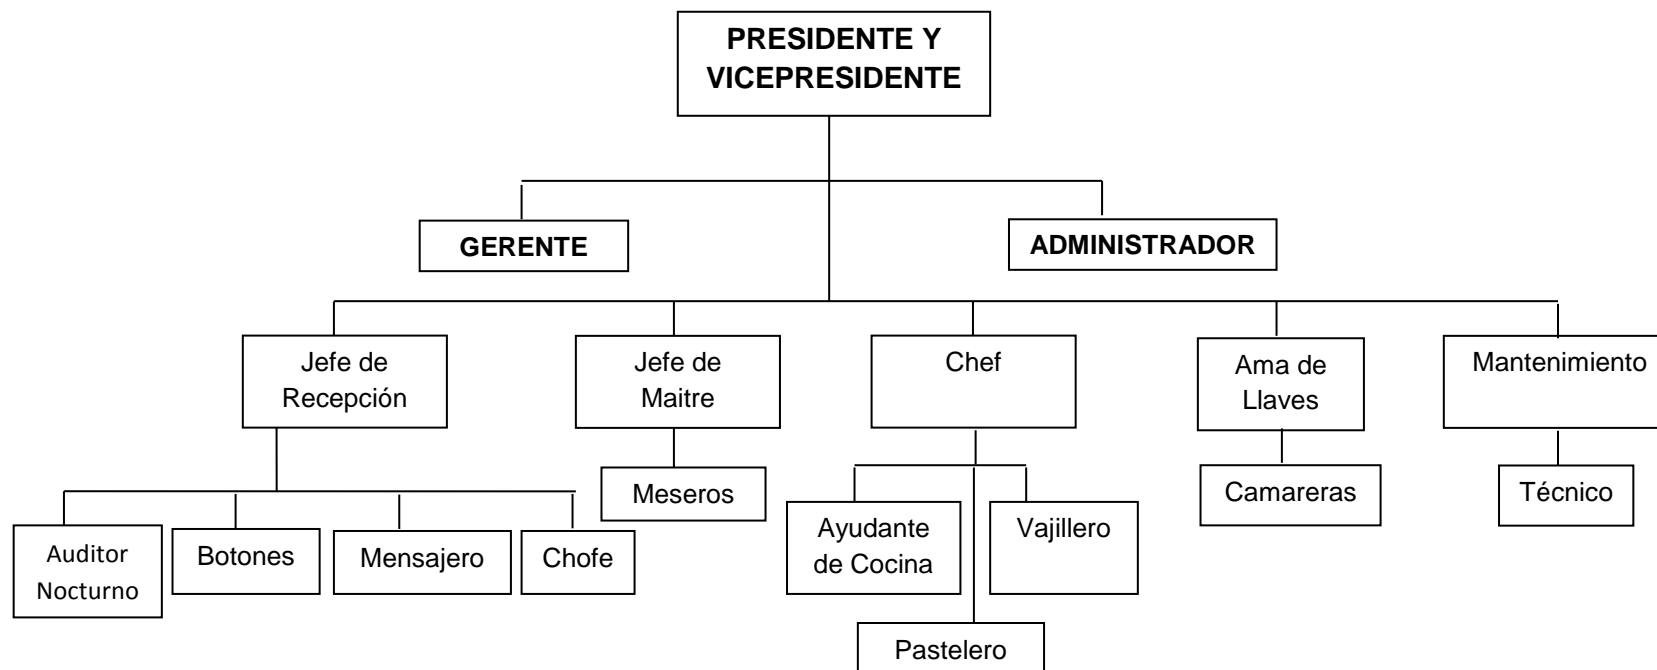 PRESIDENTE Y
VICEPRESIDENTE
GERENTE
ADMINISTRADOR
Jefe de
Recepción
Jefe de
Maitre
Chef
Ama de
Llaves
Mantenimiento
Meseros
Camareras
Técnico
Auditor
Nocturno
Botones
Mensajero
Chofe
Ayudante
de Cocina
Vajillero
Pastelero